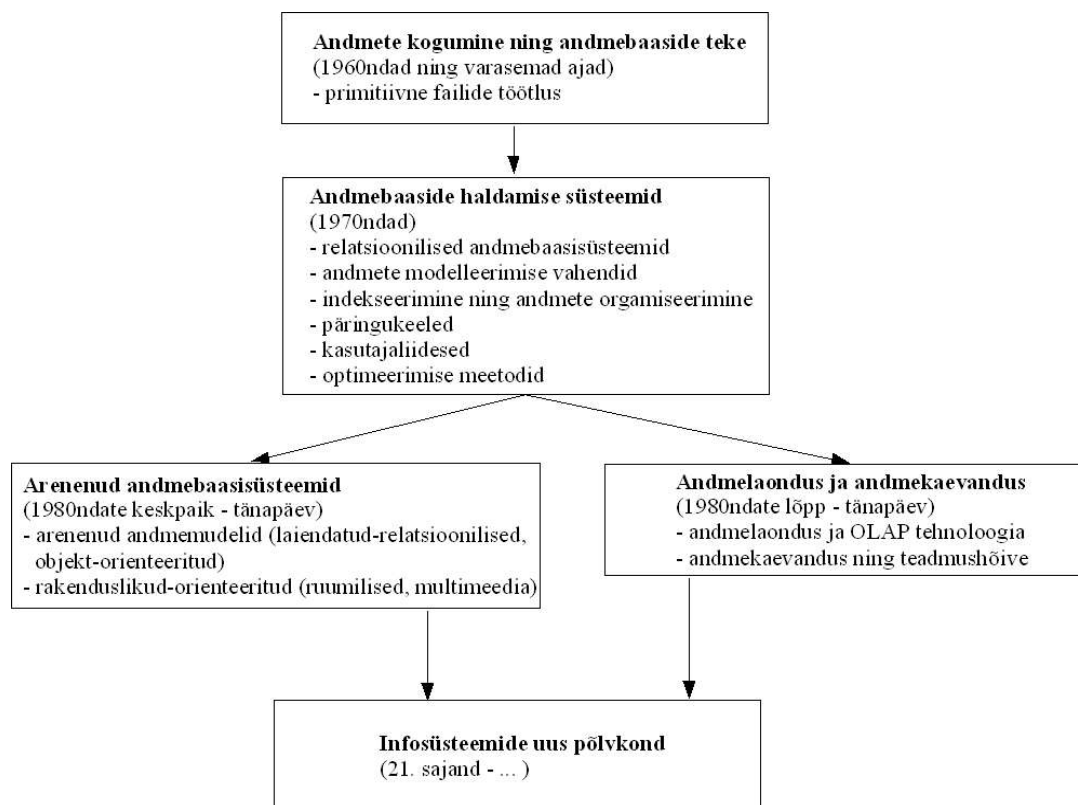 Andmete kogumine ning andmebaaside teke
(1960ndad ning varasemad ajad)
- primitiivne failide töötlus
Andmebaaside haldamise süsteemid
(1970ndad)
- relatsioonilised andmebaasisüsteemid
- andmete modelleerimise vahendid
- indekseerimine ning andmete orgamiseerimine
- päringukeeled
- kasutajaliidesed
- optimeerimise meetodid
Arenenud andmebaasisüsteemid
(1980ndate keskpaik - tänapäev)
- arenenud andmemudelid (laiendatud-relatsioonilised,
objekt-orienteeritud)
- rakenduslikud-orienteeritud (ruumilised, multimeedia)
Andmelaondus ja andmekaevandus
(1980ndate lõpp - tänapäev)
- andmelaondus ja OLAP tehnoloogia
- andmekaevandus ning teadmushõive
Infosüsteemide uus põlvkond
(21. sajand - ... )